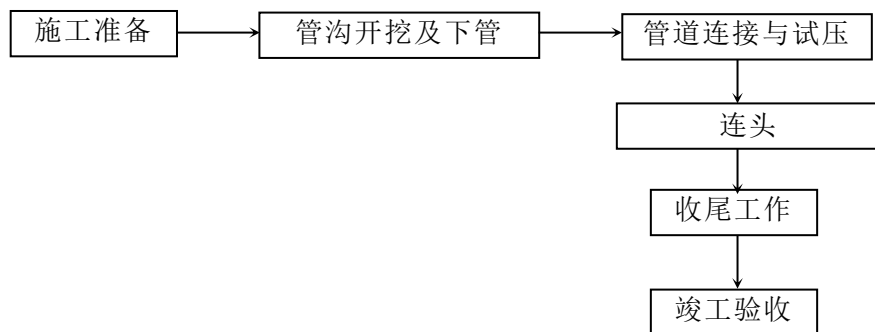 施工准备
管沟开挖及下管
管道连接与试压
连头
收尾工作
竣工验收